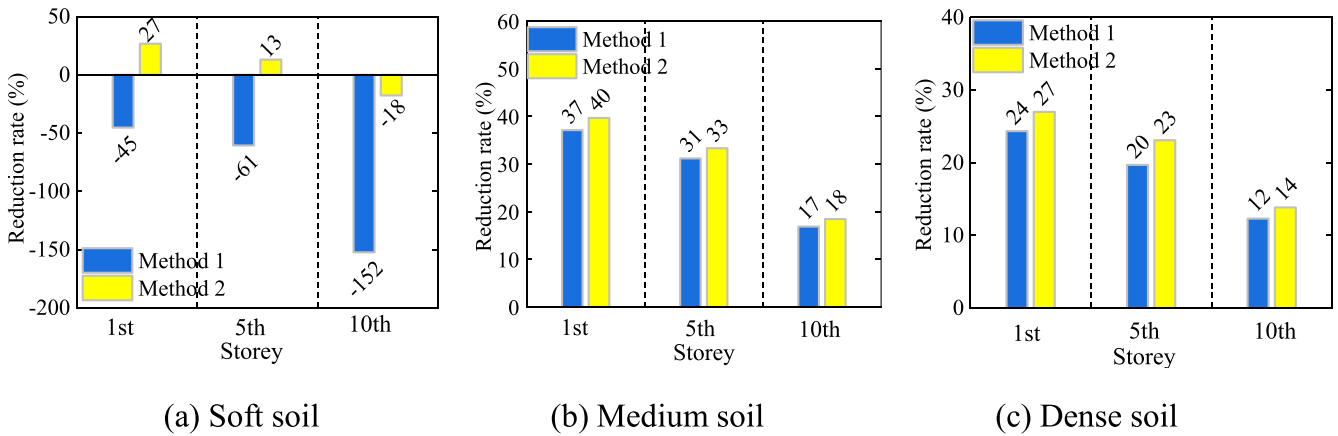 50
0
-50
-100
-150
-200
Reduction rate (%)
27
13
-18
-45
-61
-152
Method 1
Method 2
1st 5th 10th
Storey
(a) Soft soil
60
50
40
30
20
10
0
Reduction rate (%)
Method 1
Method 2
37 40
31 33
17 18
1st 5th 10th
Storey
(b) Medium soil
40
30
20
10
0
Reduction rate (%)
Method 1
Method 2
24 27
20 23
12 14
1st 5th 10th
Storey
(c) Dense soil